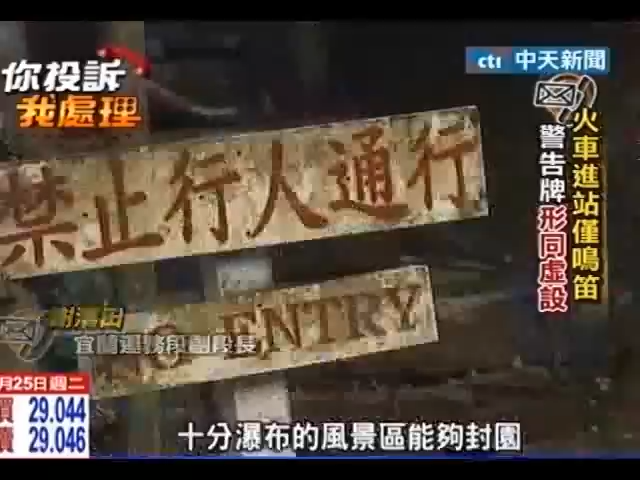 cti 中天新聞
你投訴
我處理
火車進站僅鳴笛
警告牌形同虛設
禁止行人通行
NO ENTRY
宜蘭運務段副段長
月25日週二
29.044
29.046
十分瀑布的風景區能夠封園